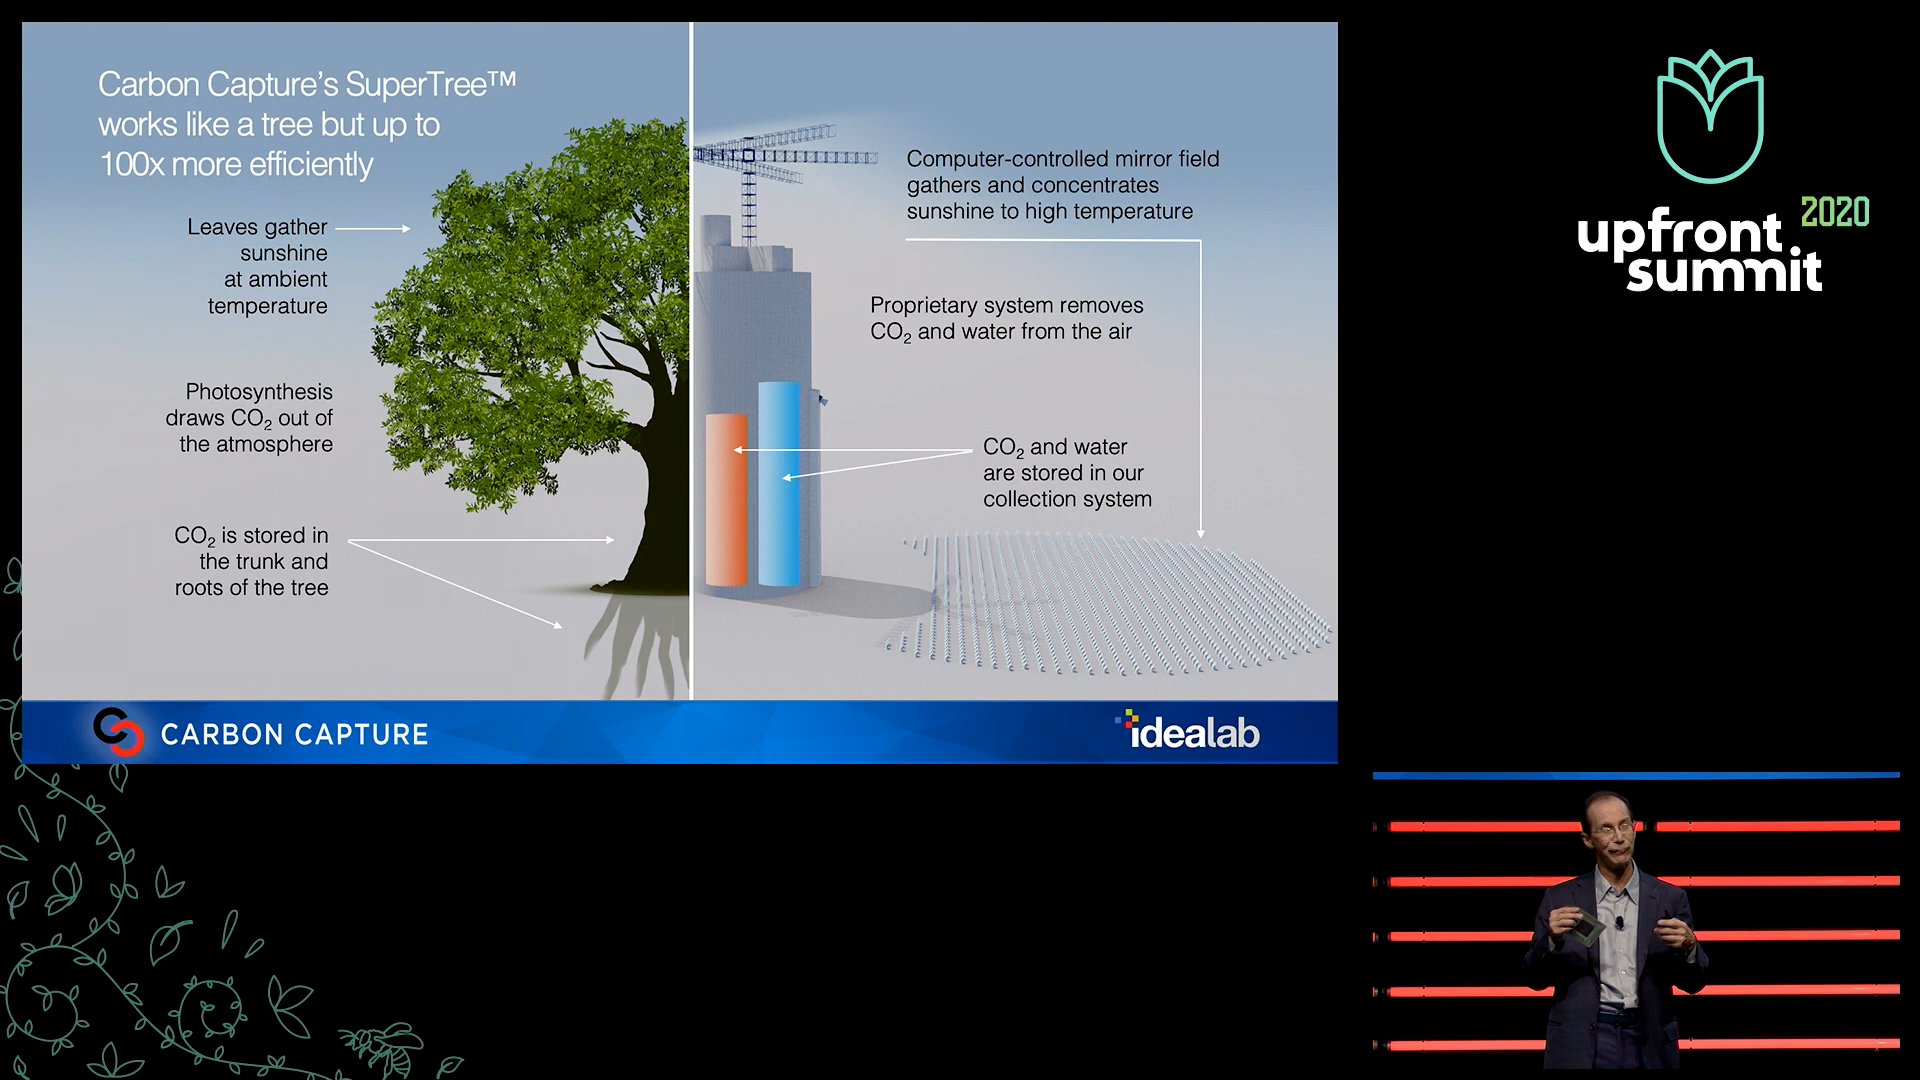 Carbon Capture's SuperTree™
works like a tree but up to
100x more efficiently
Leaves gather
sunshine
at ambient
temperature
Photosynthesis
draws CO₂ out of
the atmosphere
CO₂ is stored in
the trunk and
roots of the tree
Computer-controlled mirror field
gathers and concentrates
sunshine to high temperature
Proprietary system removes
CO₂ and water from the air
CO₂ and water
are stored in our
collection system
CARBON CAPTURE
idealab
2020
upfront
summit